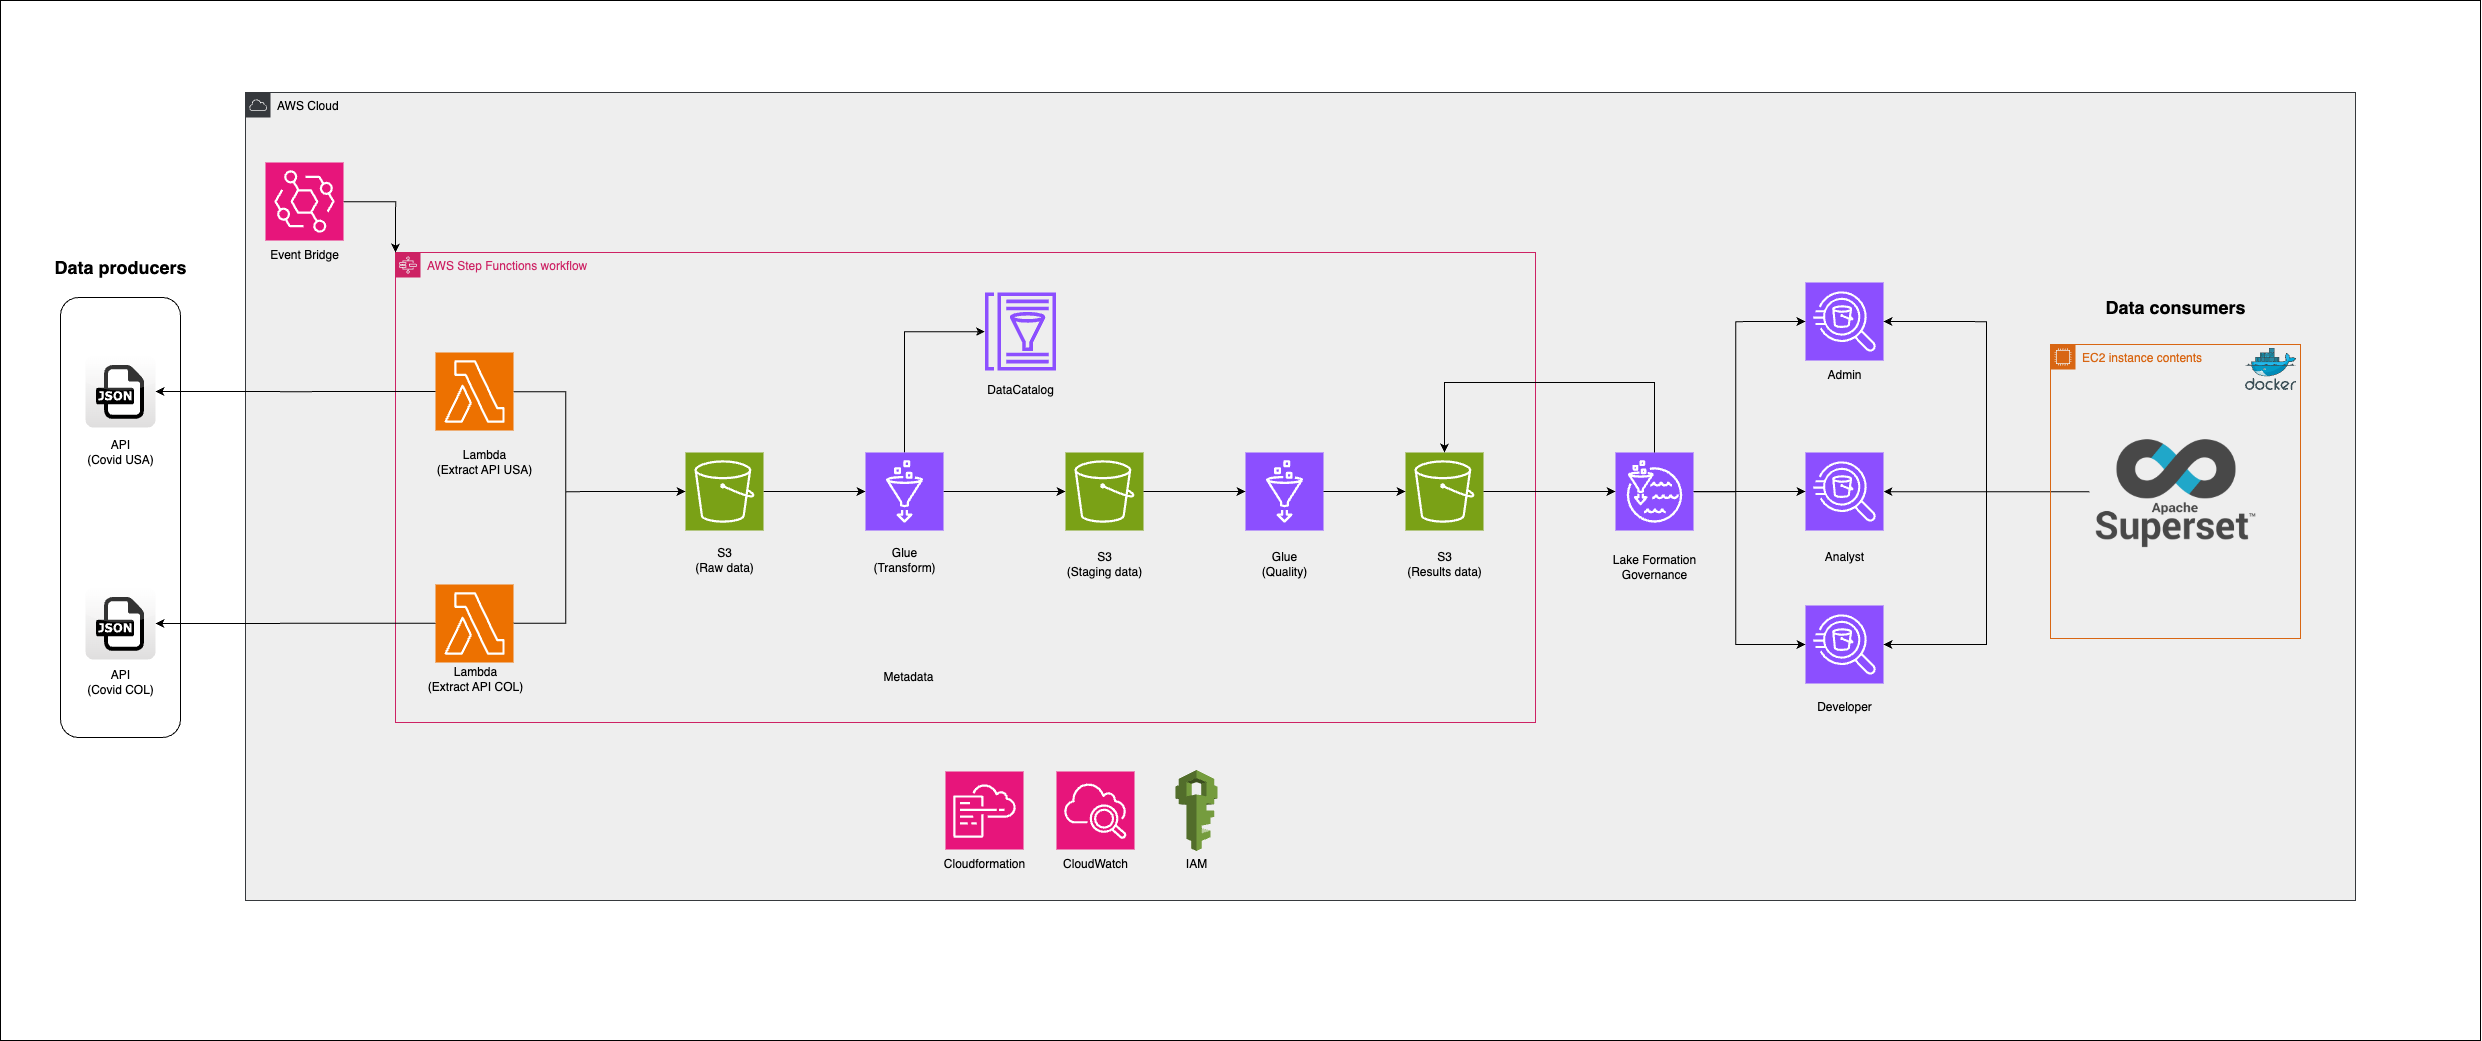 AWS Cloud
Event Bridge
Data producers
AWS Step Functions workflow
JSON
API
(Covid USA)
JSON
API
(Covid COL)
Lambda
(Extract API USA)
Lambda
(Extract API COL)
S3
(Raw data)
DataCatalog
Glue
(Transform)
Metadata
S3
(Staging data)
Glue
(Quality)
S3
(Results data)
Lake Formation
Governance
Admin
Analyst
Developer
Data consumers
EC2 instance contents
docker
Apache
Superset™
Cloudformation
CloudWatch
IAM